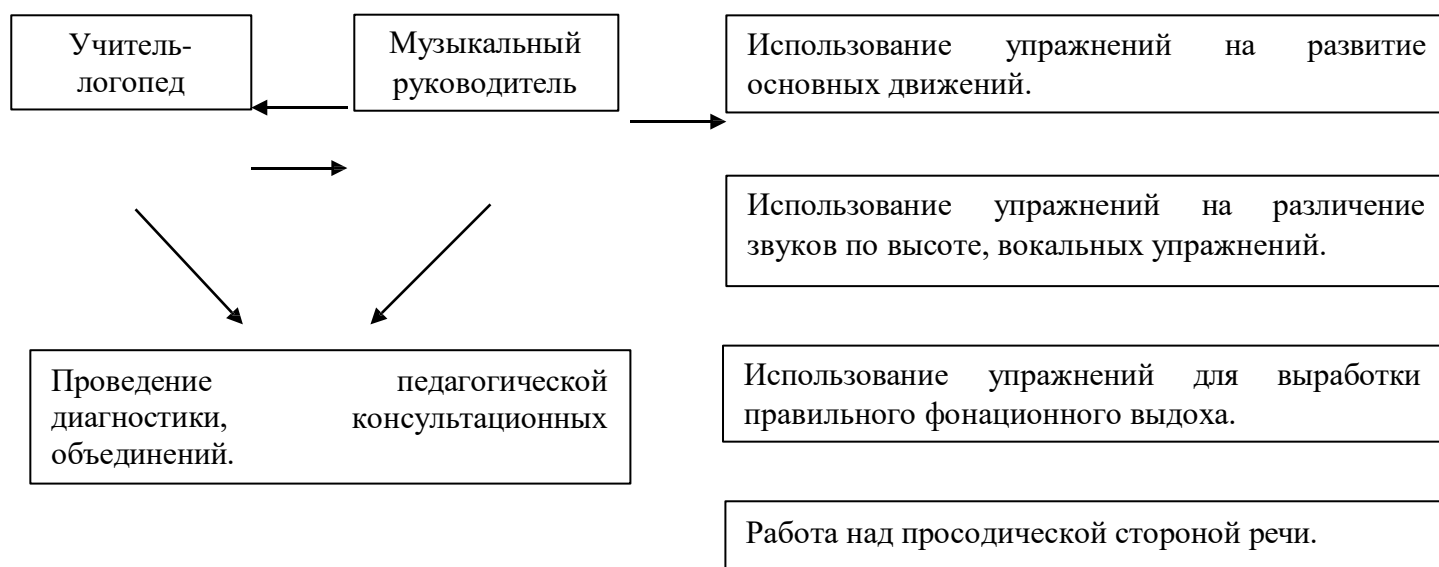 Учитель-
логопед
Музыкальный
руководитель
Использование упражнений на развитие
основных движений.
Использование упражнений на различение
звуков по высоте, вокальных упражнений.
Проведение педагогической
диагностики, консультационных
объединений.
Использование упражнений для выработки
правильного фонационного выдоха.
Работа над просодической стороной речи.